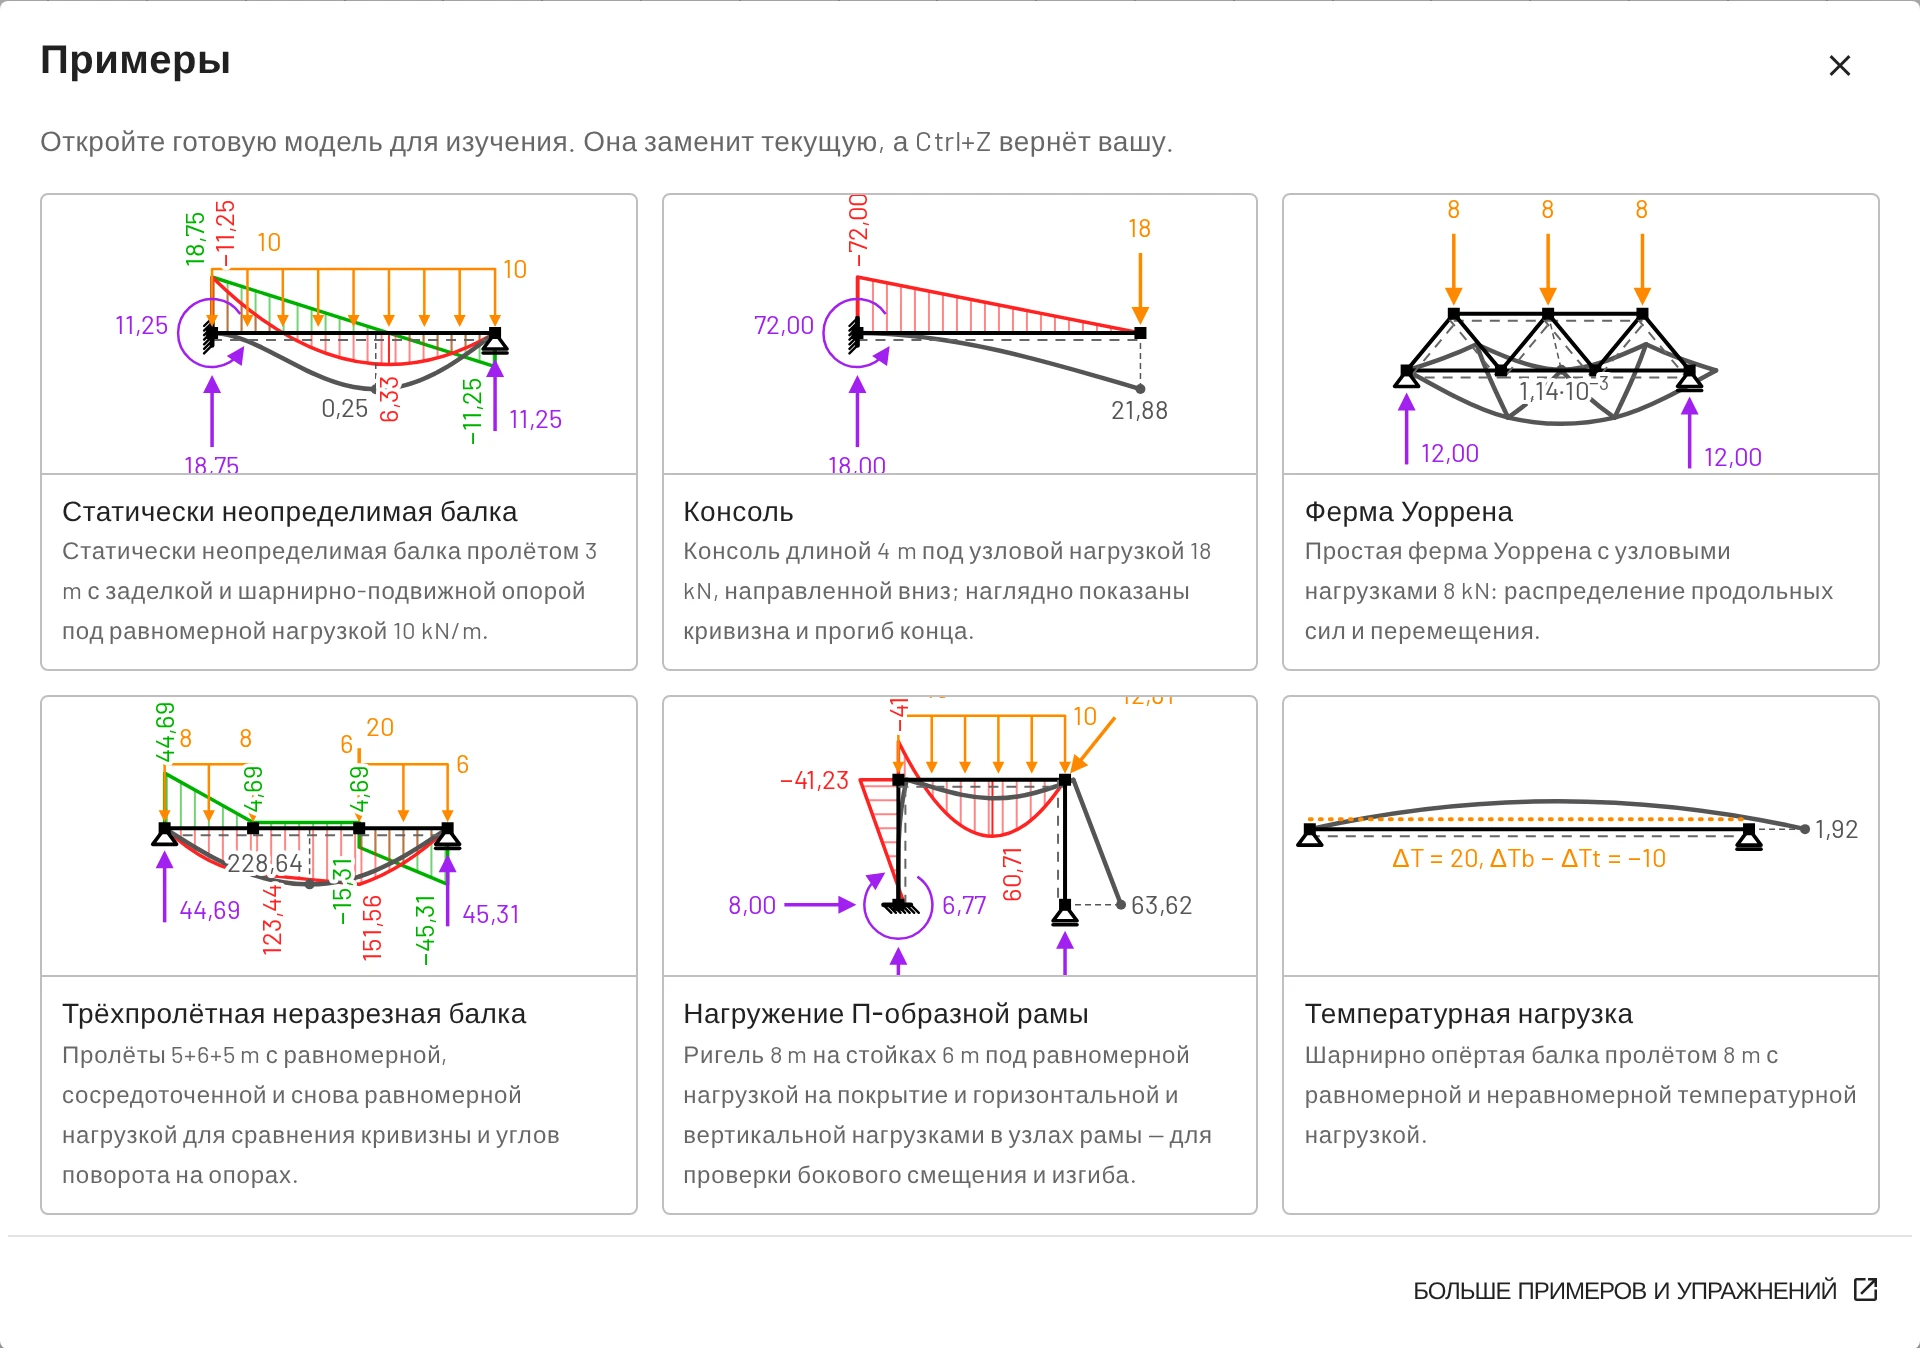 Примеры
Откройте готовую модель для изучения. Она заменит текущую, а Ctrl+Z вернёт вашу.
18,75
−11,25
10
10
11,25
0,25
6,33
−11,25
11,25
18,75
Статически неопределимая балка
Статически неопределимая балка пролётом 3
m с заделкой и шарнирно-подвижной опорой
под равномерной нагрузкой 10 kN/m.
−72,00
18
72,00
21,88
18,00
Консоль
Консоль длиной 4 m под узловой нагрузкой 18
kN, направленной вниз; наглядно показаны
кривизна и прогиб конца.
8
8
8
1,14·10⁻³
12,00
12,00
Ферма Уоррена
Простая ферма Уоррена с узловыми
нагрузками 8 kN: распределение продольных
сил и перемещения.
44,69
8
8
6
20
6
4,69
4,69
228,64
44,69
123,44
−15,31
151,56
−45,31
45,31
Трёхпролётная неразрезная балка
Пролёты 5+6+5 m с равномерной,
сосредоточенной и снова равномерной
нагрузкой для сравнения кривизны и углов
поворота на опорах.
10
−41,23
60,71
8,00
6,77
63,62
Нагружение П-образной рамы
Ригель 8 m на стойках 6 m под равномерной
нагрузкой на покрытие и горизонтальной и
вертикальной нагрузками в узлах рамы — для
проверки бокового смещения и изгиба.
1,92
ΔT = 20, ΔTb − ΔTt = −10
Температурная нагрузка
Шарнирно опёртая балка пролётом 8 m с
равномерной и неравномерной температурной
нагрузкой.
БОЛЬШЕ ПРИМЕРОВ И УПРАЖНЕНИЙ